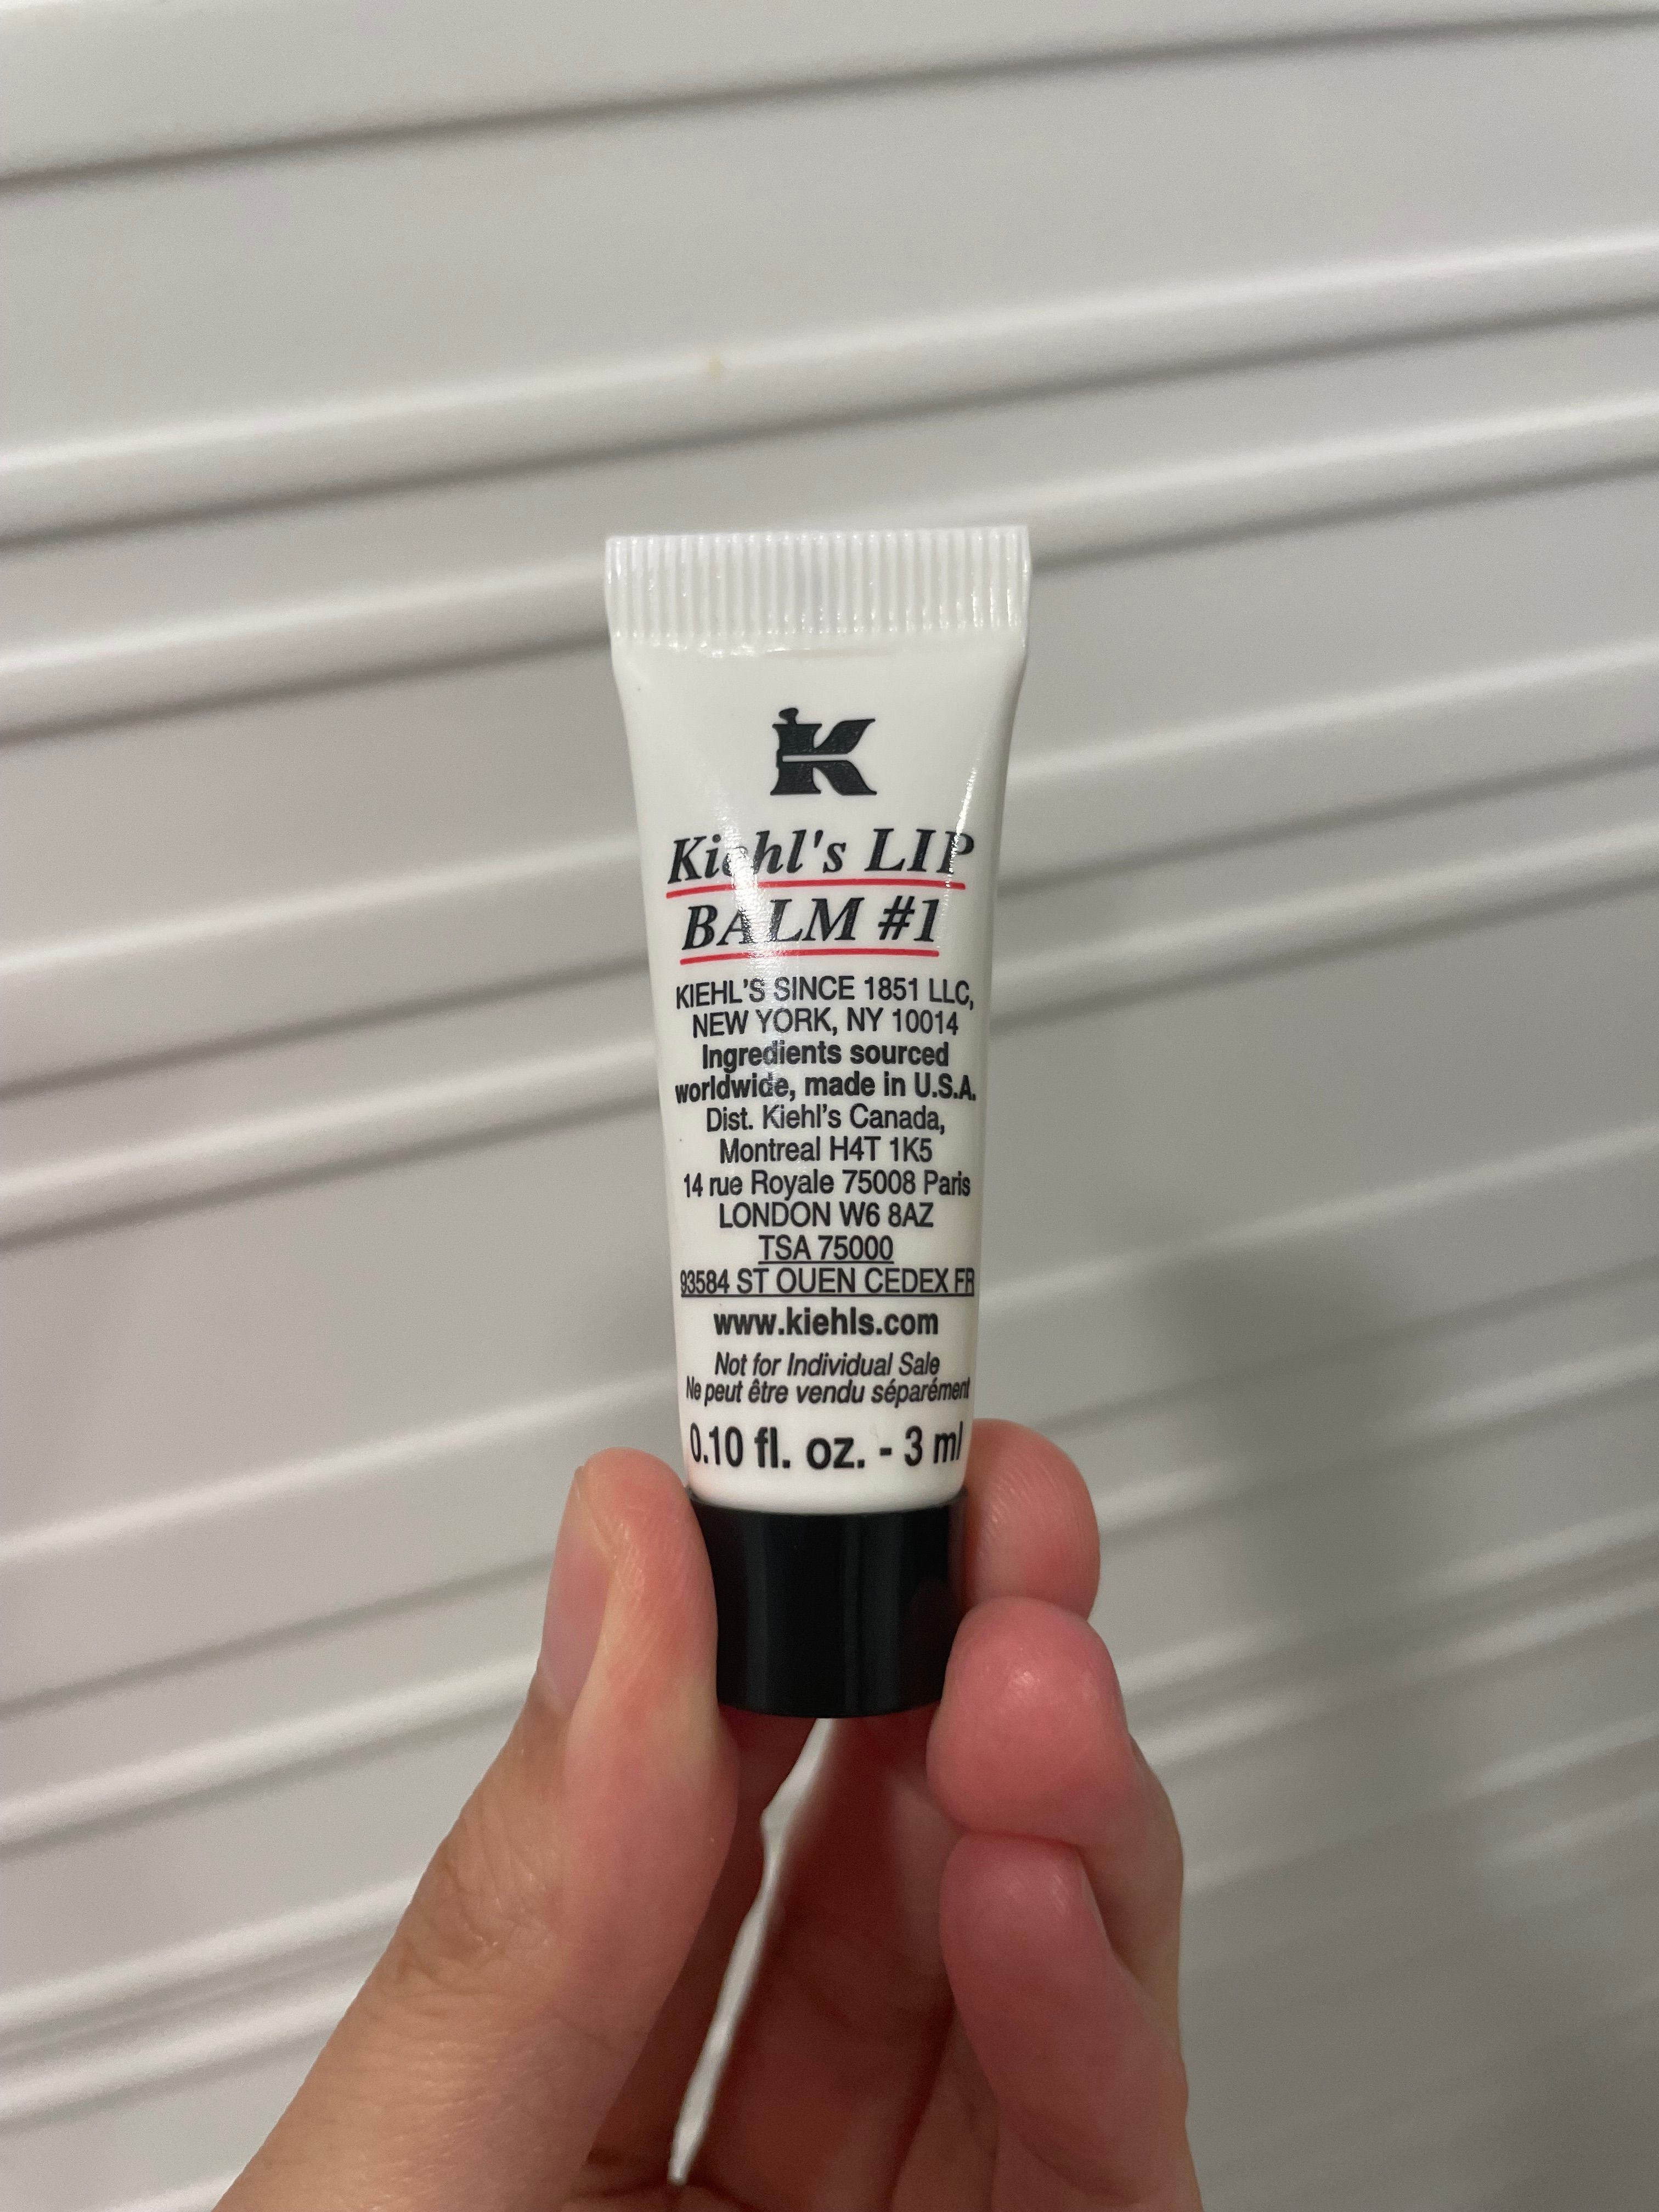 K
Kiehl's LIP
BALM #1
KIEHL'S SINCE 1851 LLC,
NEW YORK, NY 10014
Ingredients sourced
worldwide, made in U.S.A.
Dist. Kiehl's Canada,
Montreal H4T 1K5
14 rue Royale 75008 Paris
LONDON W6 8AZ
TSA 75000
93584 ST OUEN CEDEX FR
www.kiehls.com
Not for Individual Sale
Ne peut être vendu séparément
0.10 fl. oz. - 3 ml